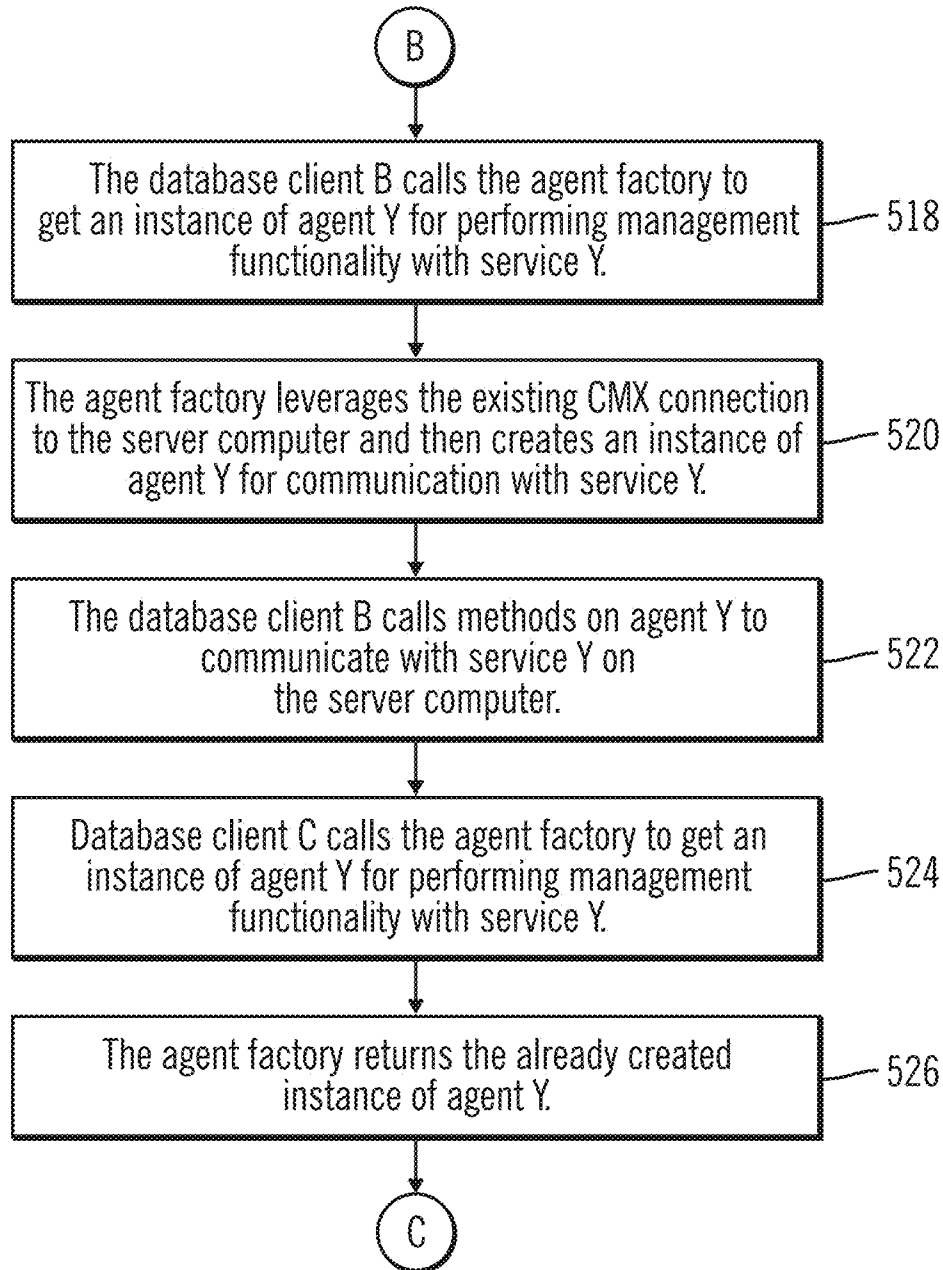 B
The database client B calls the agent factory to
get an instance of agent Y for performing management
functionality with service Y.
518
The agent factory leverages the existing CMX connection
to the server computer and then creates an instance of
agent Y for communication with service Y.
520
The database client B calls methods on agent Y to
communicate with service Y on
the server computer.
522
Database client C calls the agent factory to get an
instance of agent Y for performing management
functionality with service Y.
524
The agent factory returns the already created
instance of agent Y.
526
C